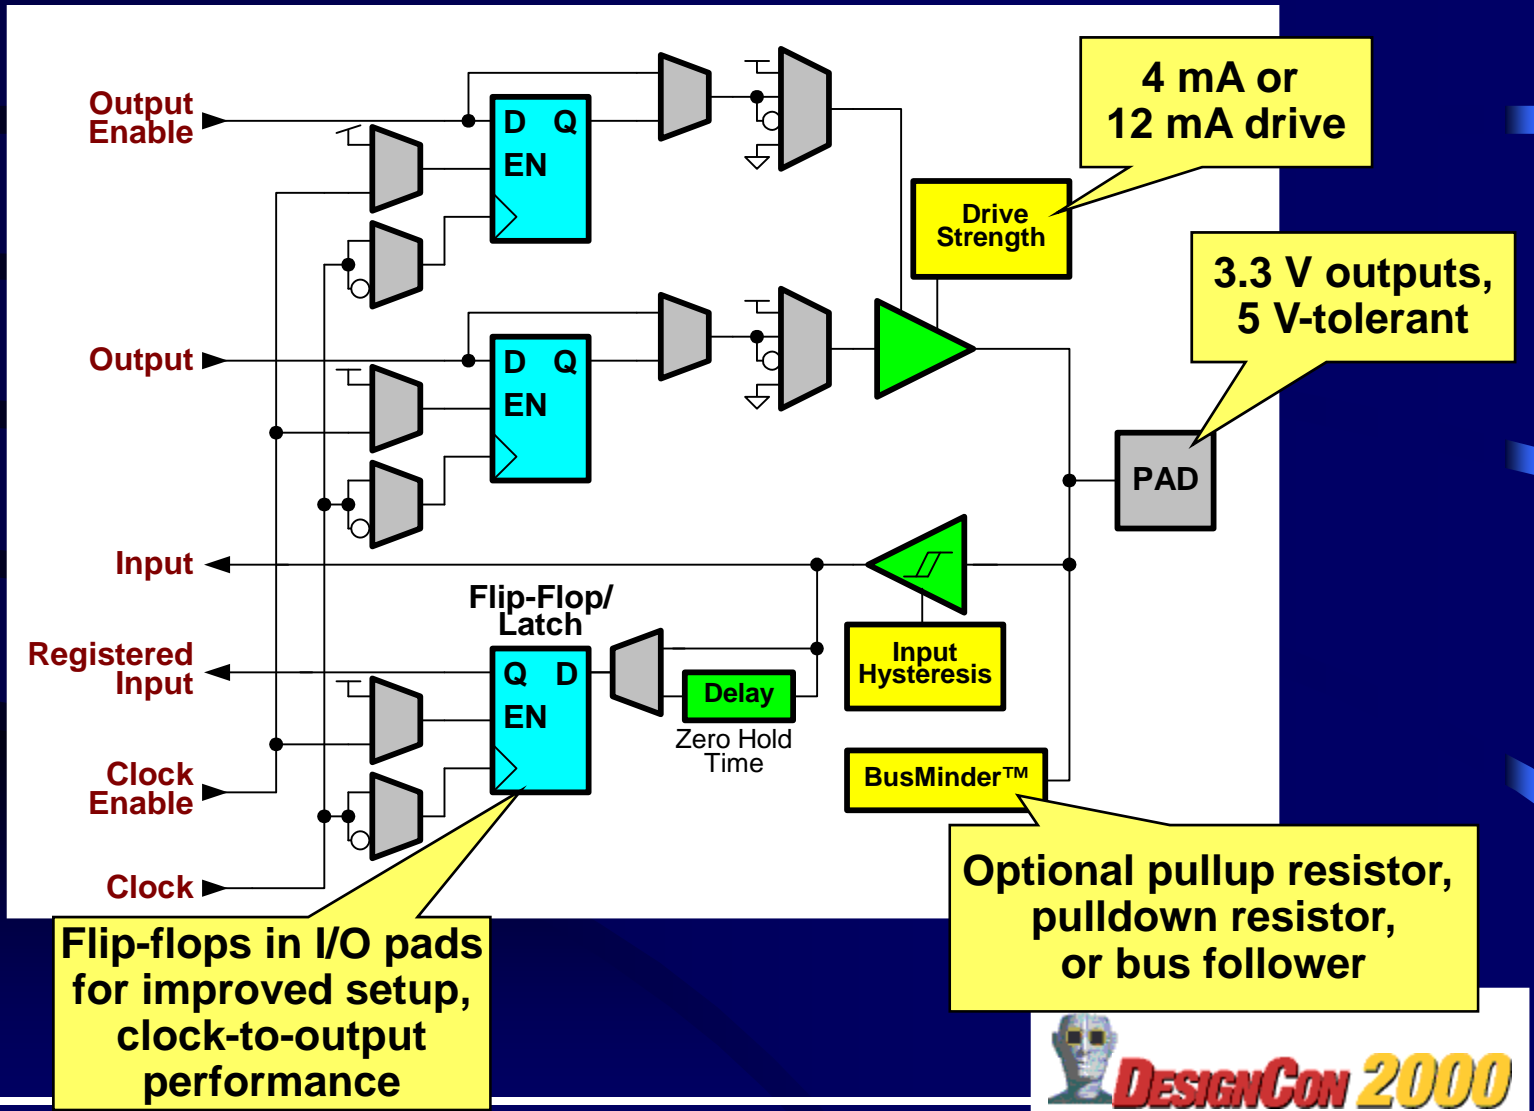 4 mA or
12 mA drive
Output
Enable
D Q
EN
Drive
Strength
3.3 V outputs,
5 V-tolerant
Output
D Q
EN
PAD
Input
Flip-Flop/
Latch
Registered
Input
Q D
EN
Delay
Zero Hold
Time
Input
Hysteresis
Clock
Enable
BusMinder™
Clock
Optional pullup resistor,
pulldown resistor,
or bus follower
Flip-flops in I/O pads
for improved setup,
clock-to-output
performance
DESIGNCON 2000